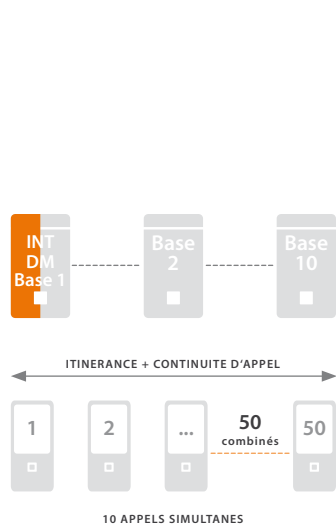 INT
DM
Base 1
Base
2
Base
10
ITINERANCE + CONTINUITE D'APPEL
1
2
...
50
combinés
50
10 APPELS SIMULTANES